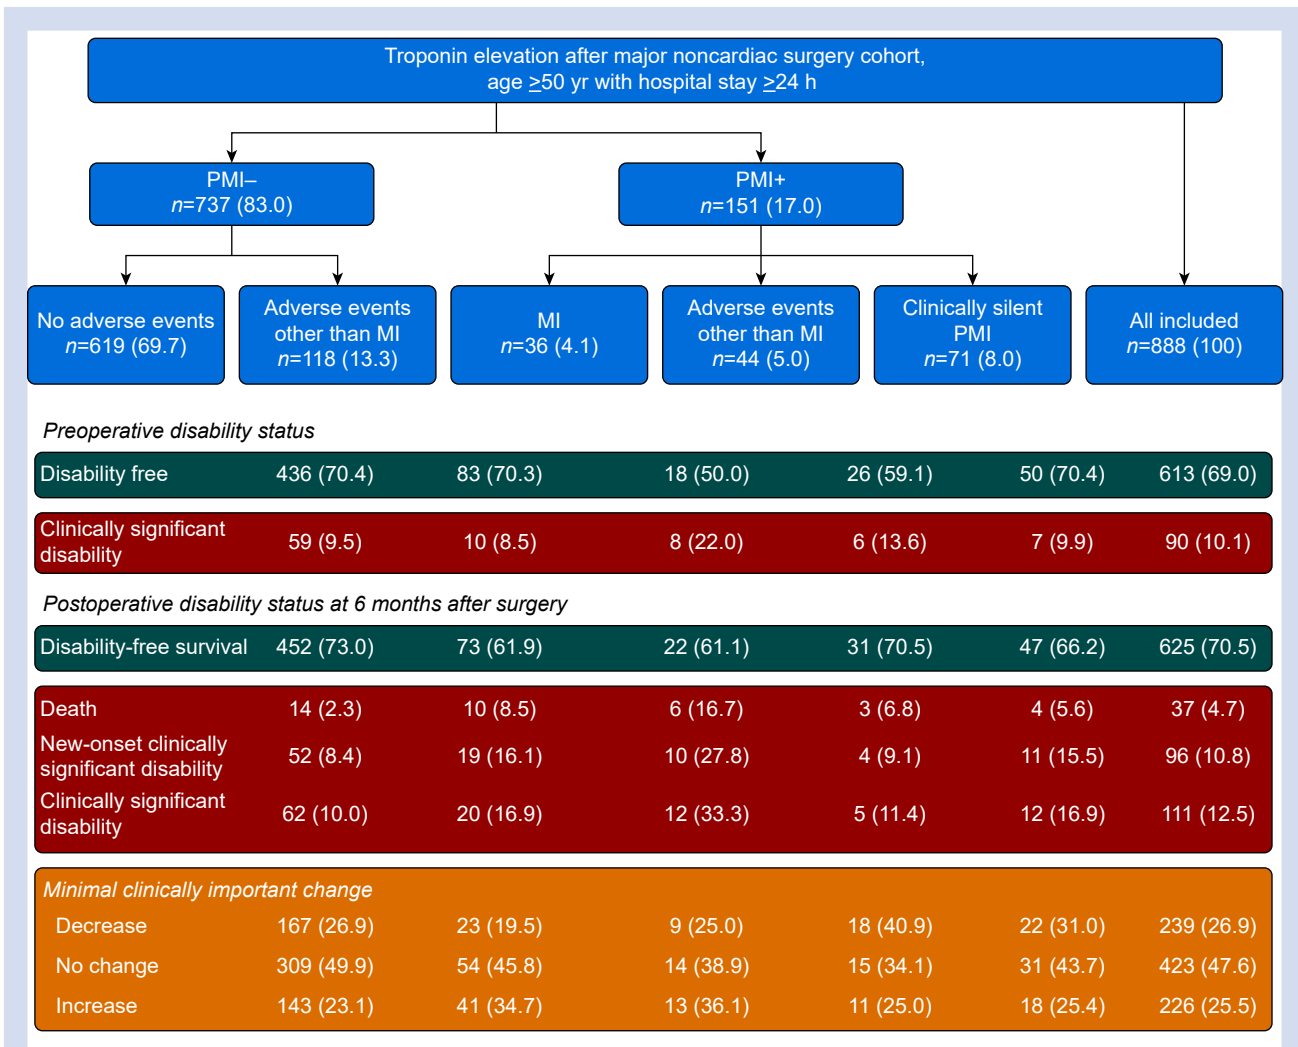 Troponin elevation after major noncardiac surgery cohort,
age ≥50 yr with hospital stay ≥24 h
PMI–
n=737 (83.0)
PMI+
n=151 (17.0)
No adverse events
n=619 (69.7)
Adverse events
other than MI
n=118 (13.3)
MI
n=36 (4.1)
Adverse events
other than MI
n=44 (5.0)
Clinically silent
PMI
n=71 (8.0)
All included
n=888 (100)
Preoperative disability status
Disability free 436 (70.4) 83 (70.3) 18 (50.0) 26 (59.1) 50 (70.4) 613 (69.0)
Clinically significant
disability 59 (9.5) 10 (8.5) 8 (22.0) 6 (13.6) 7 (9.9) 90 (10.1)
Postoperative disability status at 6 months after surgery
Disability-free survival 452 (73.0) 73 (61.9) 22 (61.1) 31 (70.5) 47 (66.2) 625 (70.5)
Death 14 (2.3) 10 (8.5) 6 (16.7) 3 (6.8) 4 (5.6) 37 (4.7)
New-onset clinically
significant disability 52 (8.4) 19 (16.1) 10 (27.8) 4 (9.1) 11 (15.5) 96 (10.8)
Clinically significant
disability 62 (10.0) 20 (16.9) 12 (33.3) 5 (11.4) 12 (16.9) 111 (12.5)
Minimal clinically important change
Decrease 167 (26.9) 23 (19.5) 9 (25.0) 18 (40.9) 22 (31.0) 239 (26.9)
No change 309 (49.9) 54 (45.8) 14 (38.9) 15 (34.1) 31 (43.7) 423 (47.6)
Increase 143 (23.1) 41 (34.7) 13 (36.1) 11 (25.0) 18 (25.4) 226 (25.5)